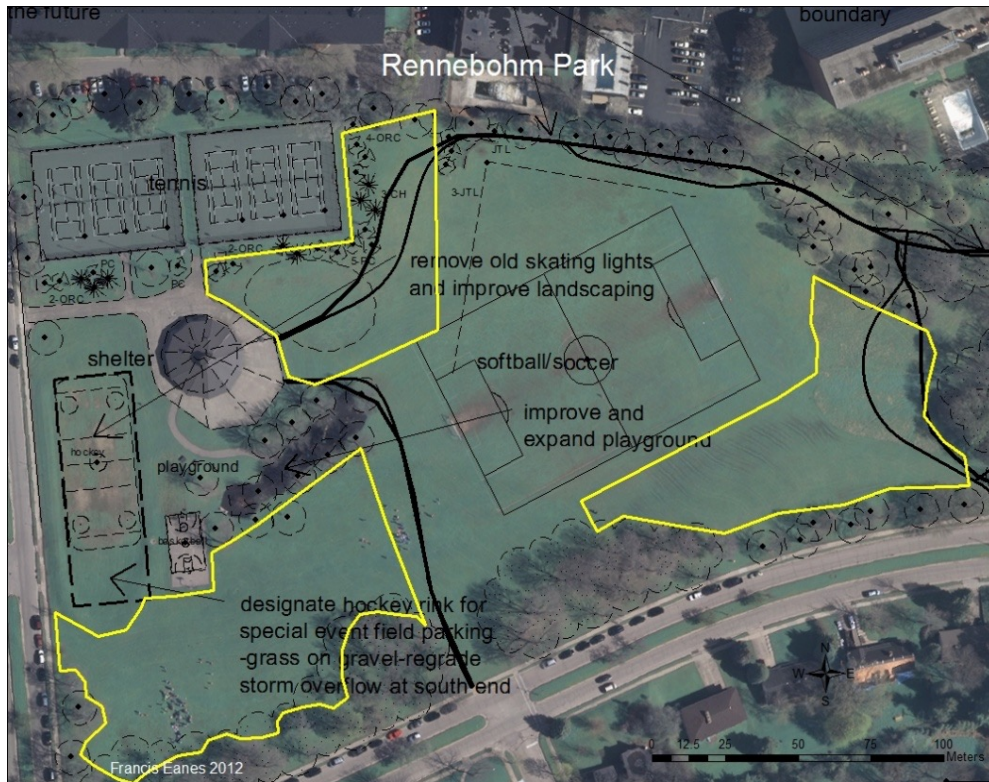 the future
boundary
Rennebohm Park
4-ORC
JTL
tennis
3-CH
3-JTL
2-ORC
5-PC
PC
PC
2-ORC
remove old skating lights
and improve landscaping
shelter
softball/soccer
improve and
expand playground
hockey
playground
basketball
designate hockey rink for
special event field parking
-grass on gravel-regrade
storm overflow at south end
N
W
E
S
0 12.5 25 50 75 100
Meters
Francis Eanes 2012